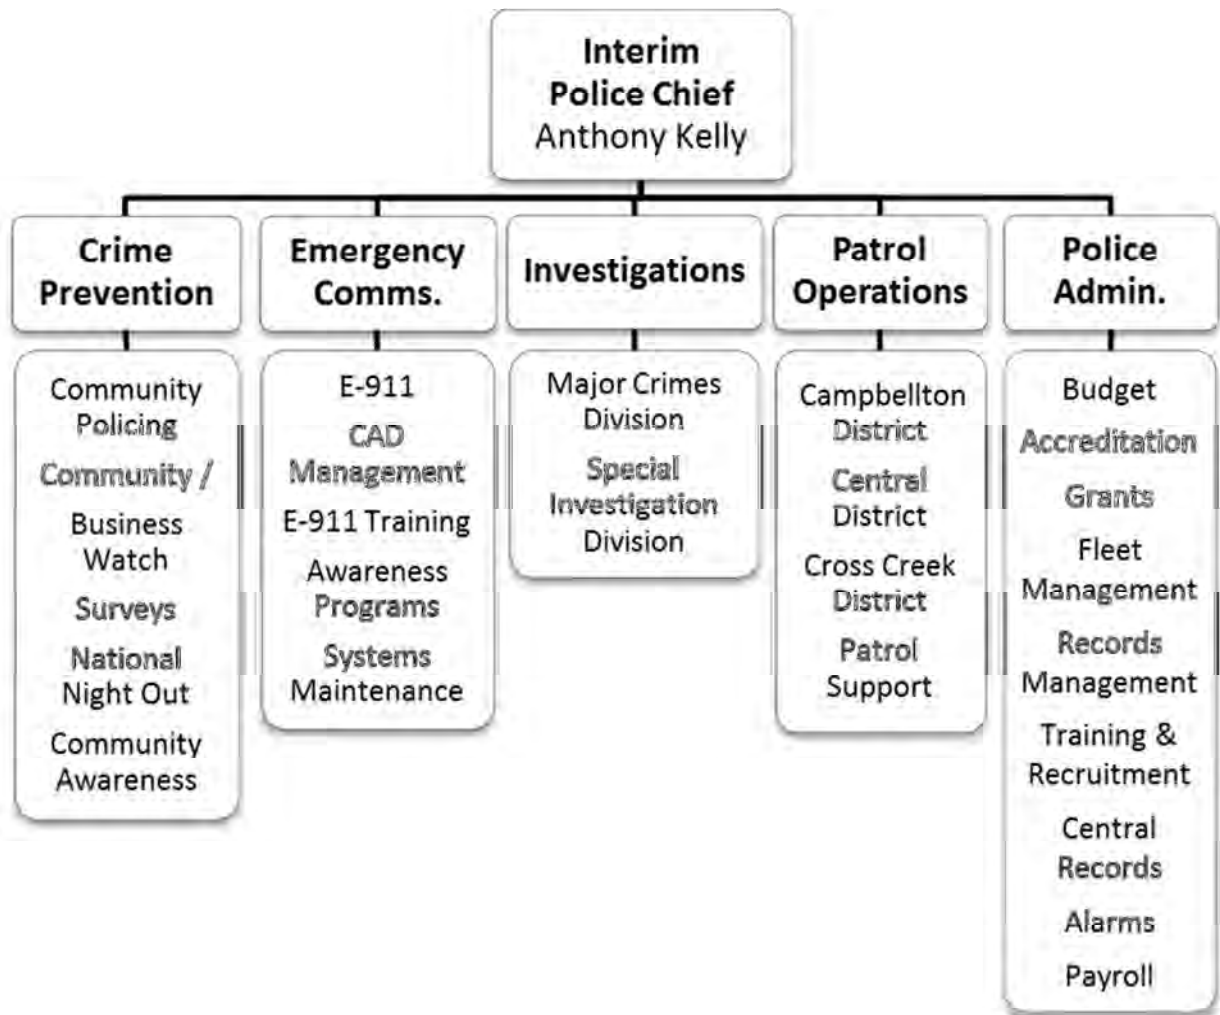 Interim
Police Chief
Anthony Kelly
Crime
Prevention
Community
Policing
Community /
Business
Watch
Surveys
National
Night Out
Community
Awareness
Emergency
Comms.
E-911
CAD
Management
E-911 Training
Awareness
Programs
Systems
Maintenance
Investigations
Major Crimes
Division
Special
Investigation
Division
Patrol
Operations
Campbellton
District
Central
District
Cross Creek
District
Patrol
Support
Police
Admin.
Budget
Accreditation
Grants
Fleet
Management
Records
Management
Training &
Recruitment
Central
Records
Alarms
Payroll